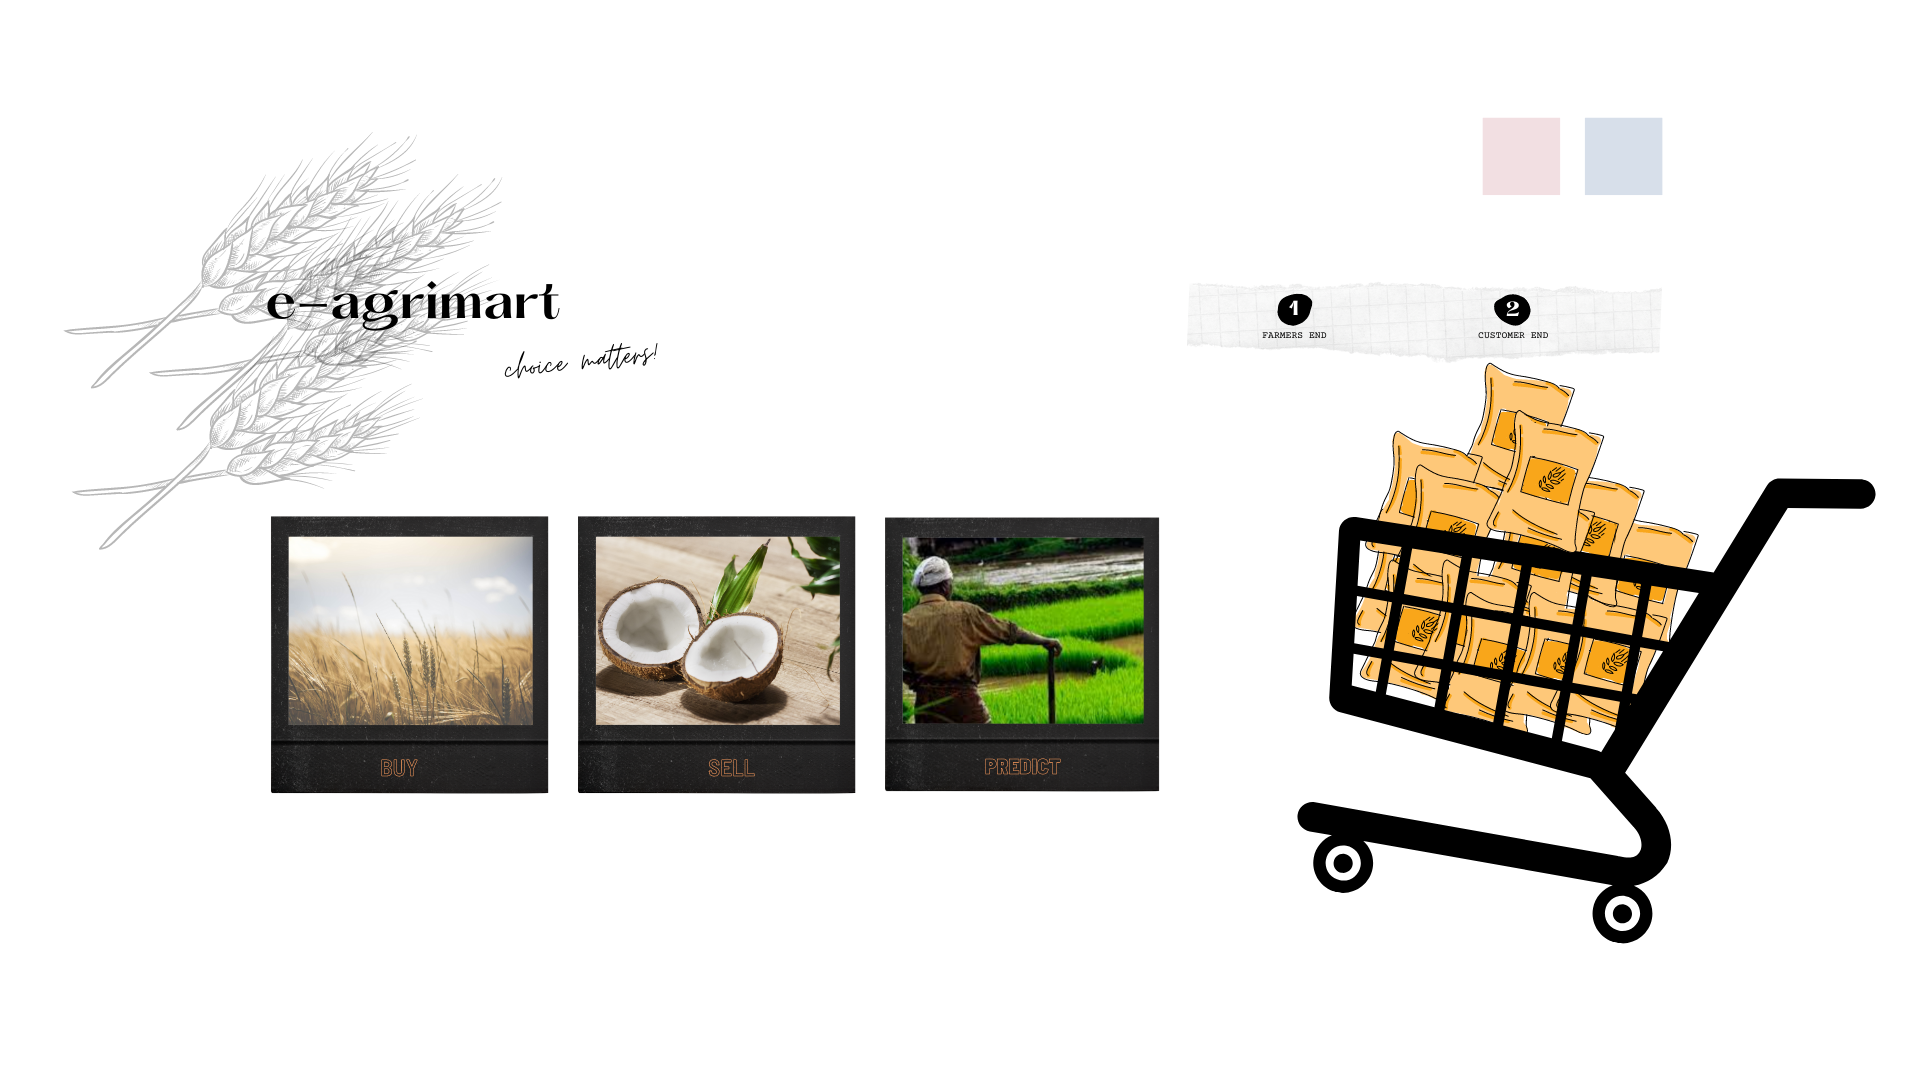 e-agrimart
choice matters!
1
FARMERS END
2
CUSTOMER END
BUY
SELL
PREDICT